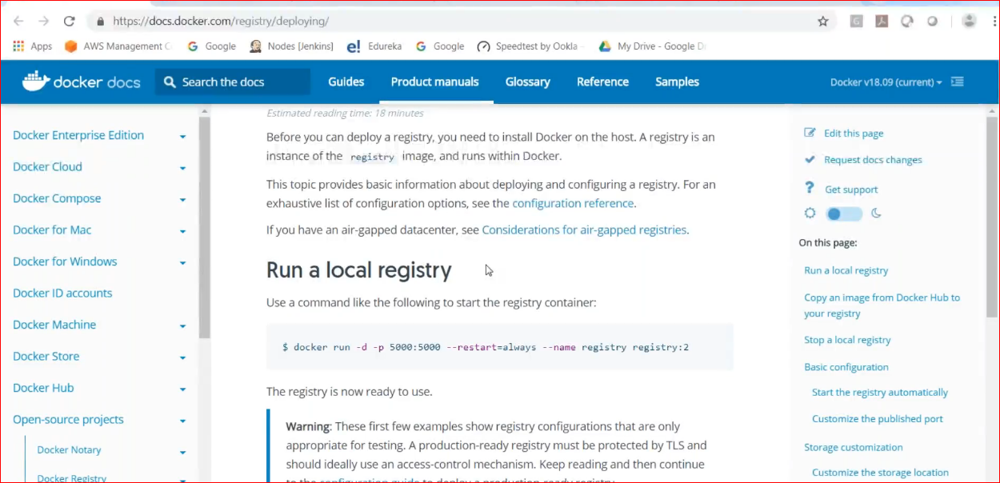 https://docs.docker.com/registry/deploying/
Apps AWS Management C Google Nodes [Jenkins] Edureka Google Speedtest by Ookla - My Drive - Google Dr
docker docs Search the docs Guides Product manuals Glossary Reference Samples Docker v18.09 (current)
Docker Enterprise Edition
Docker Cloud
Docker Compose
Docker for Mac
Docker for Windows
Docker ID accounts
Docker Machine
Docker Store
Docker Hub
Open-source projects
Docker Notary
Docker Registry
Estimated reading time: 18 minutes
Before you can deploy a registry, you need to install Docker on the host. A registry is an
instance of the registry image, and runs within Docker.
This topic provides basic information about deploying and configuring a registry. For an
exhaustive list of configuration options, see the configuration reference.
If you have an air-gapped datacenter, see Considerations for air-gapped registries.
Run a local registry
Use a command like the following to start the registry container:
$ docker run -d -p 5000:5000 --restart=always --name registry registry:2
The registry is now ready to use.
Warning: These first few examples show registry configurations that are only
appropriate for testing. A production-ready registry must be protected by TLS and
should ideally use an access-control mechanism. Keep reading and then continue
to the configuration guide to deploy a production-ready registry.
Edit this page
Request docs changes
Get support
On this page:
Run a local registry
Copy an image from Docker Hub to
your registry
Stop a local registry
Basic configuration
Start the registry automatically
Customize the published port
Storage customization
Customize the storage location